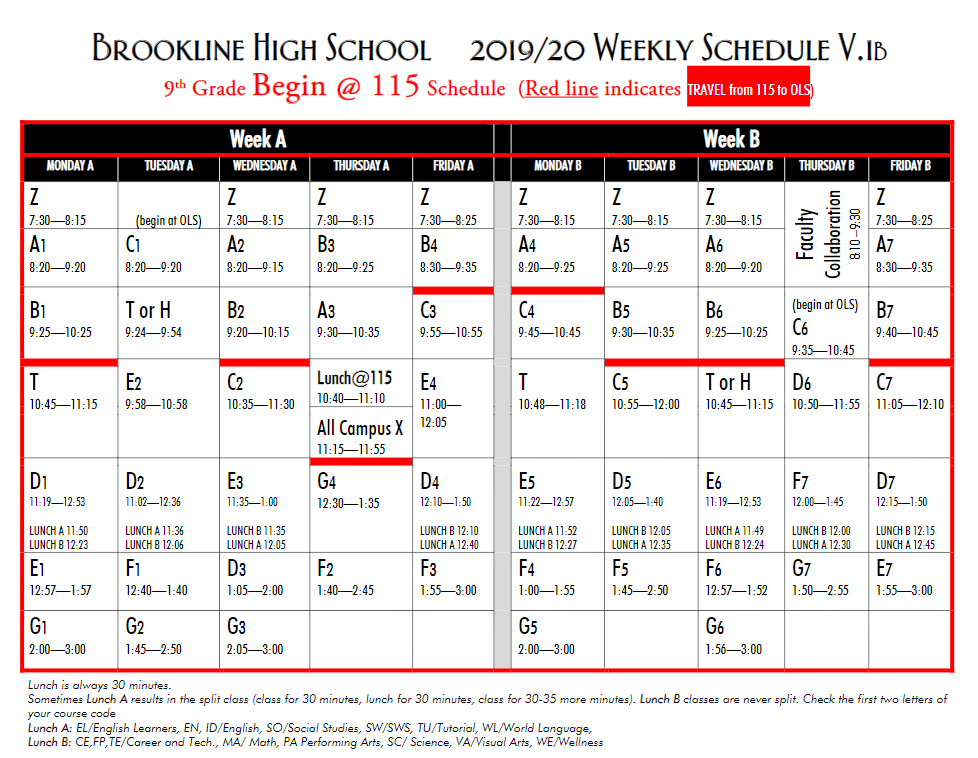 BROOKLINE HIGH SCHOOL 2019/20 WEEKLY SCHEDULE V.1B
9th Grade Begin @ 115 Schedule (Red line indicates TRAVEL from 115 to OLS)
Week A Week B
MONDAY A TUESDAY A WEDNESDAY A THURSDAY A FRIDAY A MONDAY B TUESDAY B WEDNESDAY B THURSDAY B FRIDAY B
Z Z Z Z Z Z Z Z
7:30—8:15 (begin at OLS) 7:30—8:15 7:30—8:15 7:30—8:25 7:30—8:15 7:30—8:15 7:30—8:15 7:30—8:25
Faculty
Collaboration
8:10 –9:30
A1 C1 A2 B3 B4 A4 A5 A6 A7
8:20—9:20 8:20—9:20 8:20—9:15 8:20—9:25 8:30—9:35 8:20—9:25 8:20—9:25 8:20—9:20 8:30—9:35
(begin at OLS)
B1 T or H B2 A3 C3 C4 B5 B6 C6 B7
9:25—10:25 9:24—9:54 9:20—10:15 9:30—10:35 9:55—10:55 9:45—10:45 9:30—10:35 9:25—10:25 9:35—10:45 9:40—10:45
T E2 C2 Lunch@115 E4 T C5 T or H D6 C7
10:45—11:15 9:58—10:58 10:35—11:30 10:40—11:10 11:00—12:05 10:48—11:18 10:55—12:00 10:45—11:15 10:50—11:55 11:05—12:10
All Campus X
11:15—11:55
D1 D2 E3 G4 D4 E5 D5 E6 F7 D7
11:19—12:53 11:02—12:36 11:35—1:00 12:30—1:35 12:10—1:50 11:22—12:57 12:05—1:40 11:19—12:53 12:00—1:45 12:15—1:50
LUNCH A 11:50 LUNCH A 11:36 LUNCH B 11:35 LUNCH B 12:10 LUNCH A 11:52 LUNCH B 12:05 LUNCH A 11:49 LUNCH B 12:00 LUNCH B 12:15
LUNCH B 12:23 LUNCH B 12:06 LUNCH A 12:05 LUNCH A 12:40 LUNCH B 12:27 LUNCH A 12:35 LUNCH B 12:24 LUNCH A 12:30 LUNCH A 12:45
E1 F1 D3 F2 F3 F4 F5 F6 G7 E7
12:57—1:57 12:40—1:40 1:05—2:00 1:40—2:45 1:55—3:00 1:00—1:55 1:45—2:50 12:57—1:52 1:50—2:55 1:55—3:00
G1 G2 G3 G5 G6
2:00—3:00 1:45—2:50 2:05—3:00 2:00—3:00 1:56—3:00
Lunch is always 30 minutes.
Sometimes Lunch A results in the split class (class for 30 minutes, lunch for 30 minutes, class for 30-35 more minutes). Lunch B classes are never split. Check the first two letters of
your course code
Lunch A: EL/English Learners, EN, ID/English, SO/Social Studies, SW/SWS, TU/Tutorial, WL/World Language,
Lunch B: CE,FP,TE/Career and Tech., MA/ Math, PA Performing Arts, SC/ Science, VA/Visual Arts, WE/Wellness